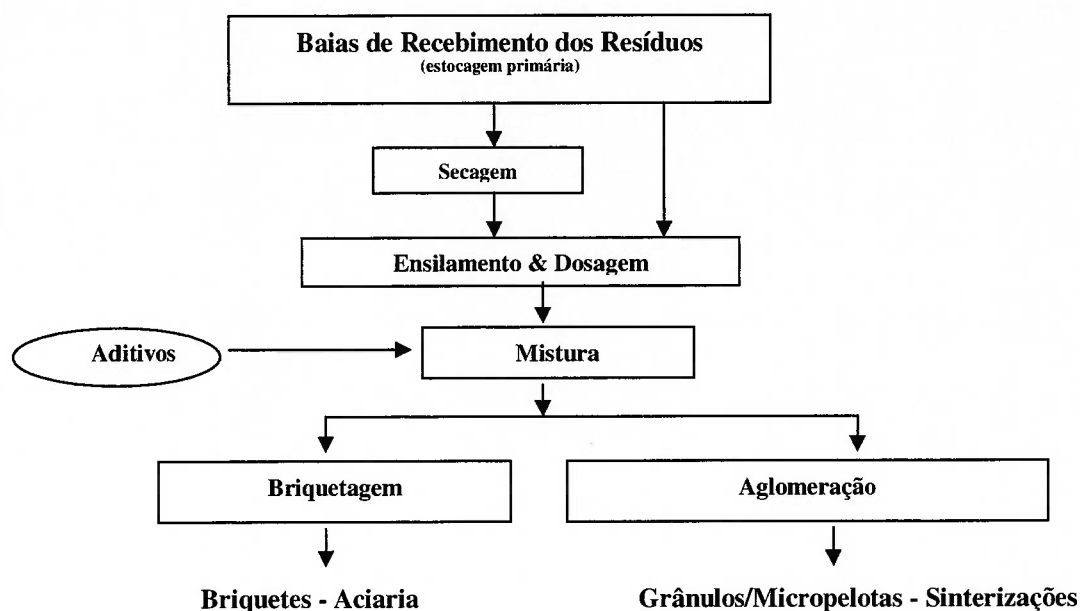 Baias de Recebimento dos Resíduos
(estocagem primária)
Secagem
Ensilamento & Dosagem
Aditivos
Mistura
Briquetagem
Aglomeração
Briquetes - Aciaria
Grânulos/Micropelotas - Sinterizações